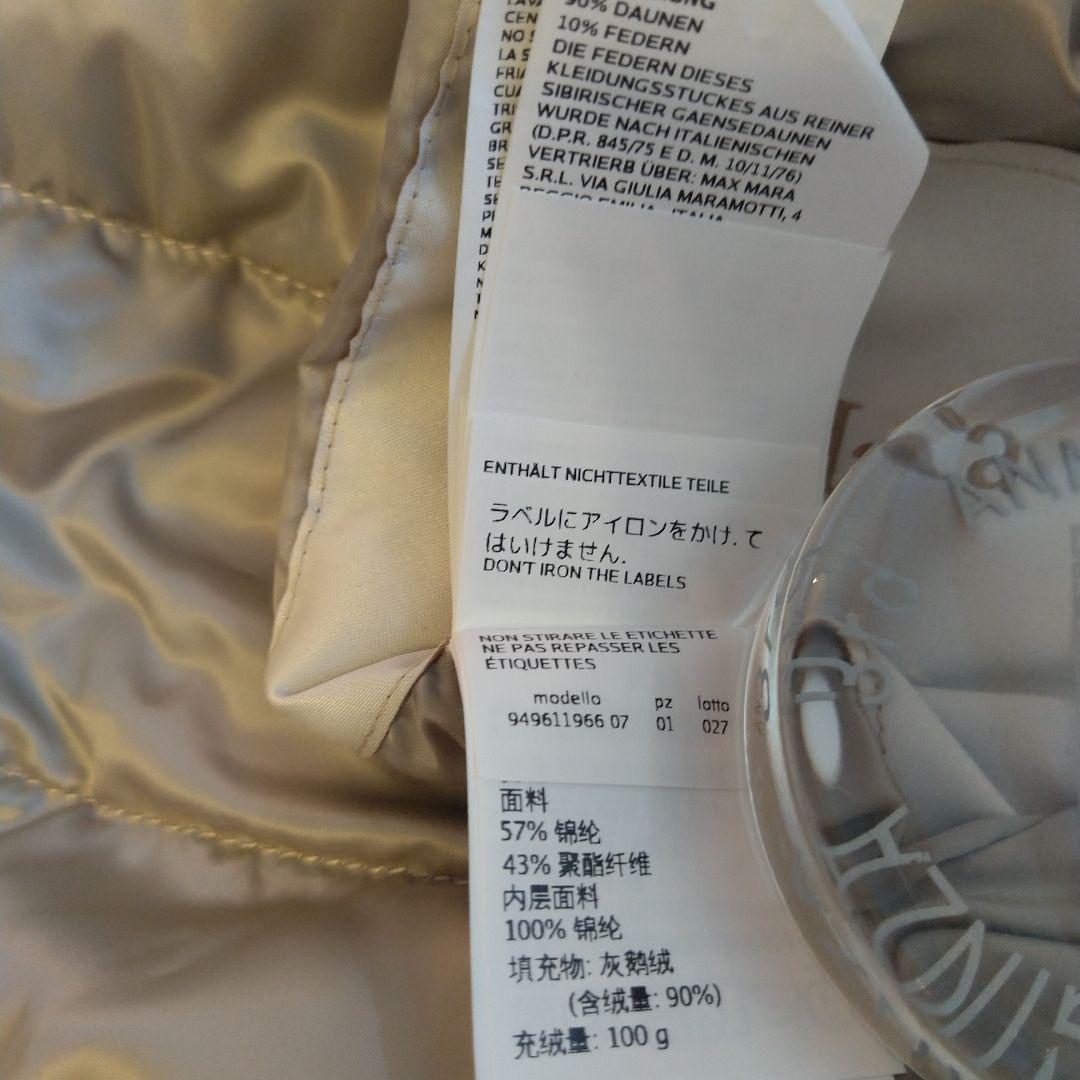 90% DAUNEN
10% FEDERN
DIE FEDERN DIESES
KLEIDUNGSSTUCKES AUS REINER
SIBIRISCHER GAENSEDAUNEN
WURDE NACH ITALIENISCHEN
(D.P.R. 845/75 E D. M. 10/11/76)
VERTRIERB ÜBER: MAX MARA
S.R.L. VIA GIULIA MARAMOTTI, 4
REGGIO EMILIA - ITALIA
ENTHÄLT NICHTTEXTILE TEILE
ラベルにアイロンをかけ.て
はいけません.
DON'T IRON THE LABELS
NON STIRARE LE ETICHETTE
NE PAS REPASSER LES
ÉTIQUETTES
modello pz lotto
949611966 07 01 027
面料
57% 锦纶
43% 聚酯纤维
内层面料
100% 锦纶
填充物: 灰鹅绒
(含绒量: 90%)
充绒量: 100 g